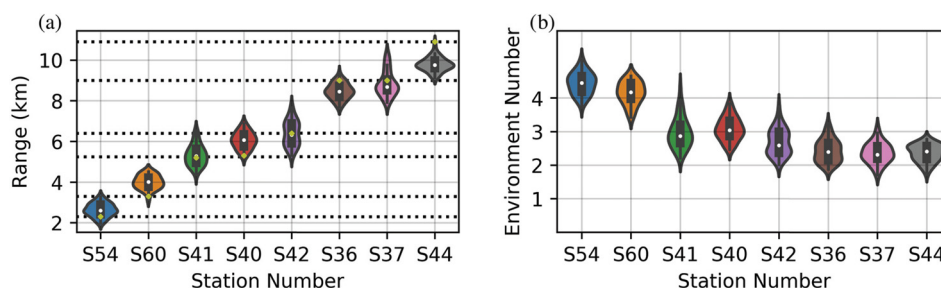 (a)
Range (km)
10
8
6
4
2
S54 S60 S41 S40 S42 S36 S37 S44
Station Number
(b)
Environment Number
4
3
2
1
S54 S60 S41 S40 S42 S36 S37 S44
Station Number